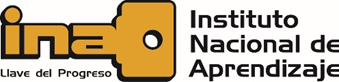 ina
Llave del Progreso
Instituto
Nacional de
Aprendizaje